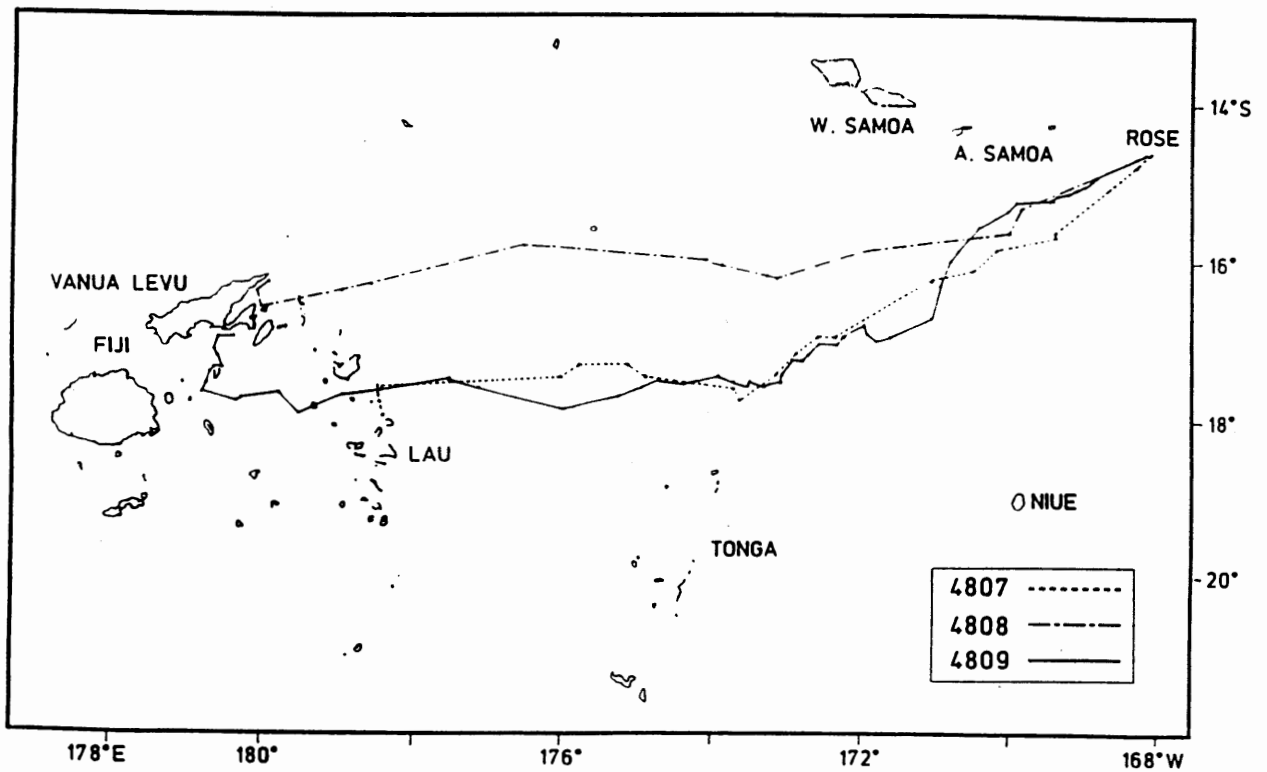 14°S
W. SAMOA
A. SAMOA
ROSE
16°
VANUA LEVU
FIJI
18°
LAU
NIUE
TONGA
20°
4807
4808
4809
178°E 180° 176° 172° 168°W